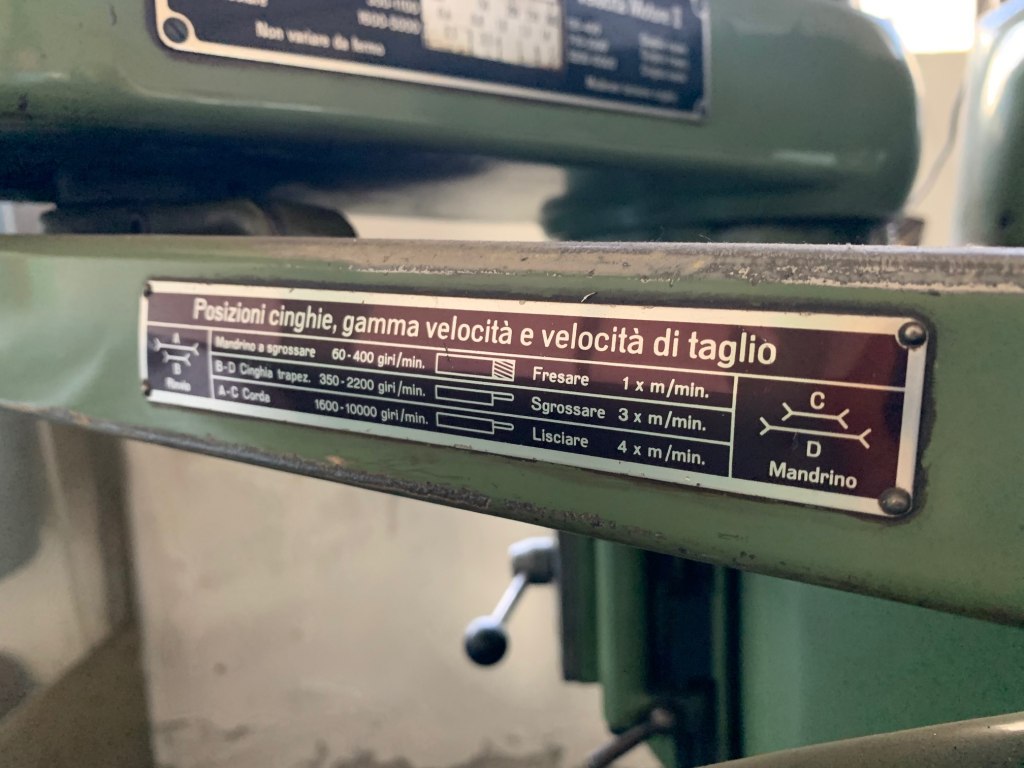 1600-5000
Non variare da fermo
Posizioni cinghie, gamma velocità e velocità di taglio
A
B
Mandrino a sgrossare 60-400 giri/min. Fresare 1 x m/min.
B-D Cinghia trapez. 350-2200 giri/min. Sgrossare 3 x m/min.
A-C Corda 1600-10000 giri/min. Lisciare 4 x m/min.
C
D
Mandrino